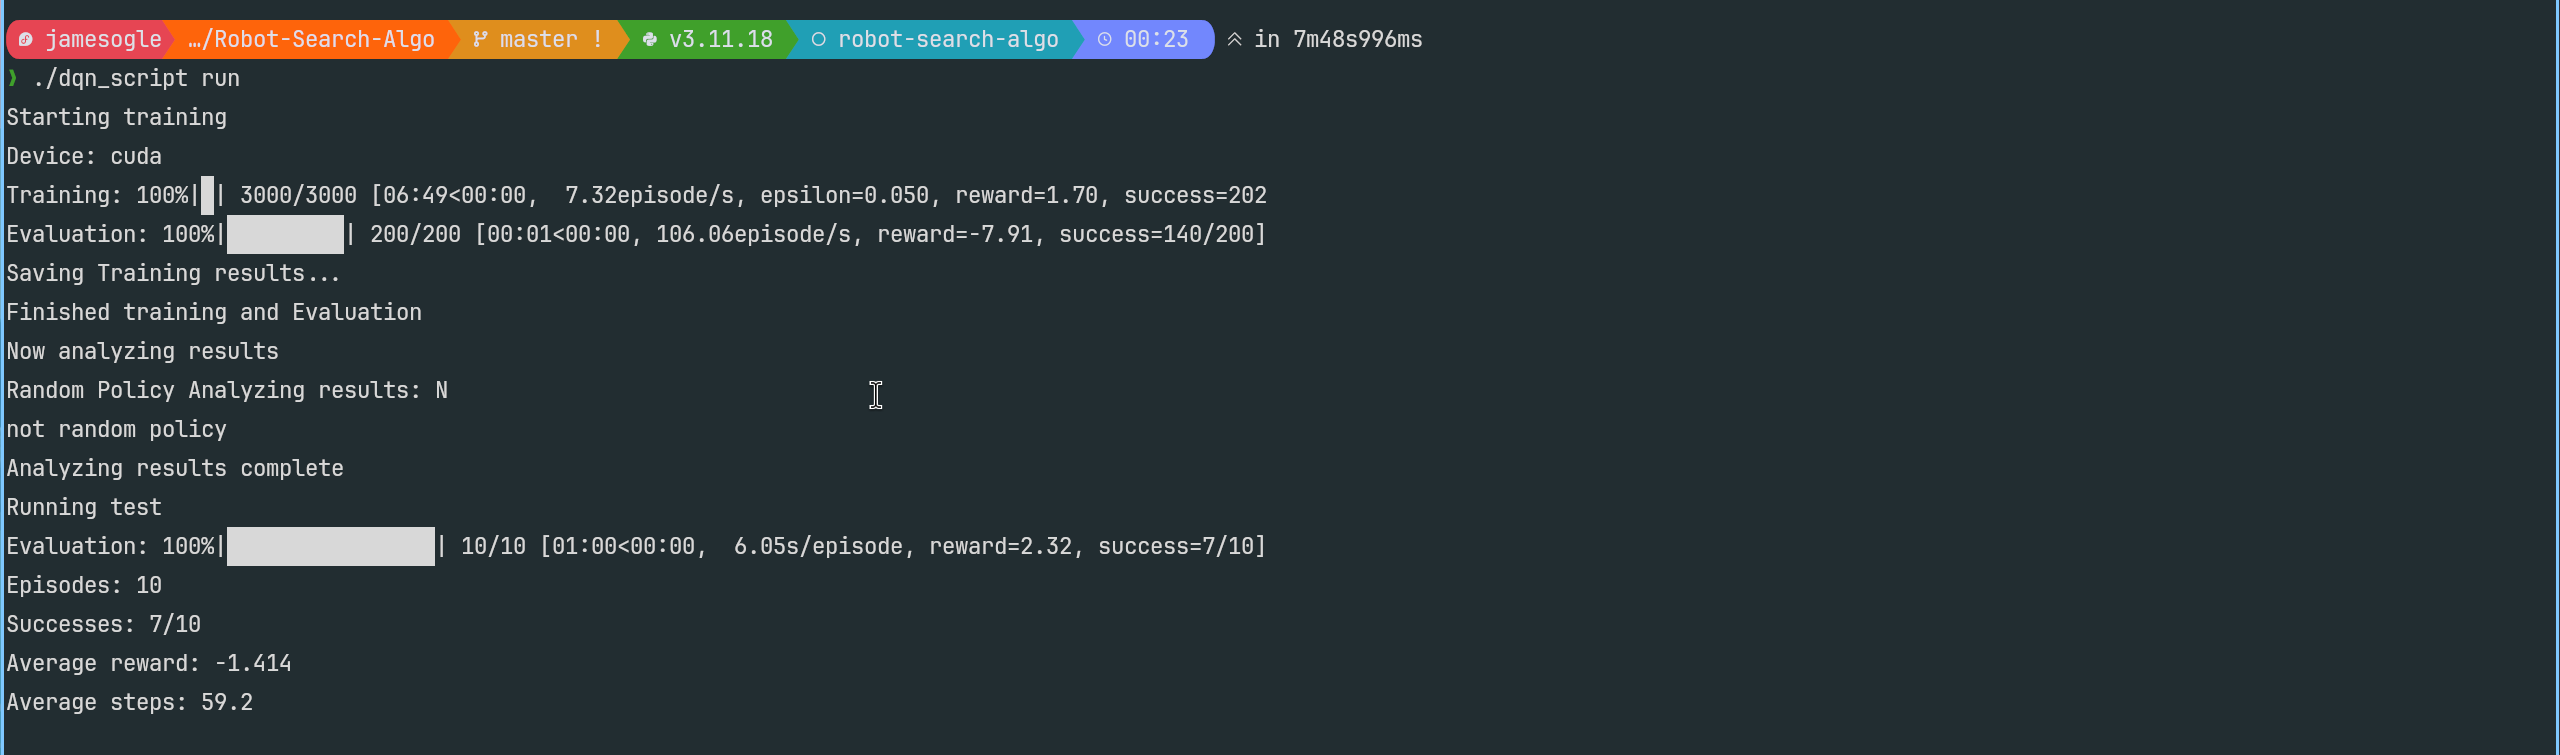 jamesogle …/Robot-Search-Algo master ! v3.11.18 robot-search-algo 00:23 in 7m48s996ms
❯ ./dqn_script run
Starting training
Device: cuda
Training: 100%|█| 3000/3000 [06:49<00:00,  7.32episode/s, epsilon=0.050, reward=1.70, success=202
Evaluation: 100%|█████████| 200/200 [00:01<00:00, 106.06episode/s, reward=-7.91, success=140/200]
Saving Training results...
Finished training and Evaluation
Now analyzing results
Random Policy Analyzing results: N
not random policy
Analyzing results complete
Running test
Evaluation: 100%|████████████████| 10/10 [01:00<00:00,  6.05s/episode, reward=2.32, success=7/10]
Episodes: 10
Successes: 7/10
Average reward: -1.414
Average steps: 59.2